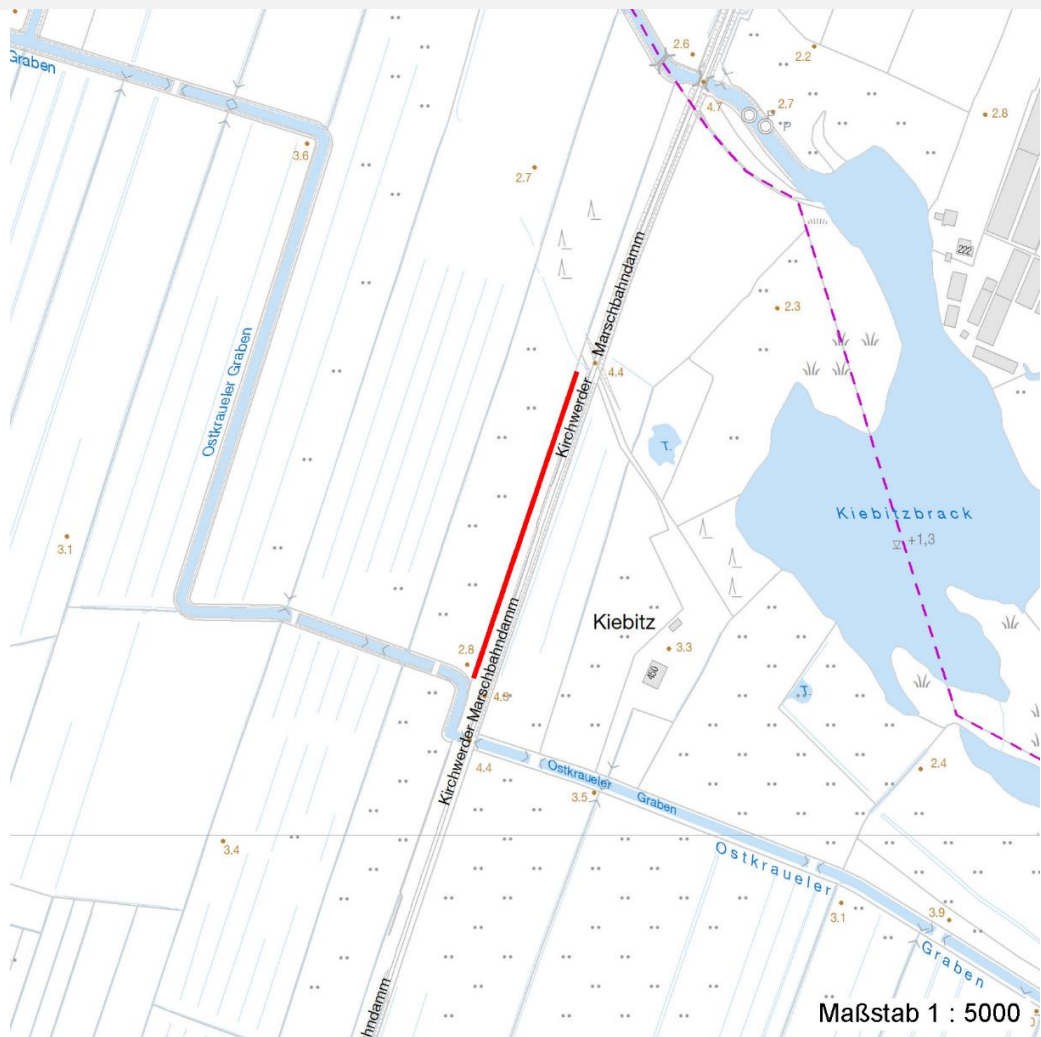 Graben
2.6
2.2
4.7
2.7
P
P
2.8
3.6
2.7
222
Marschbahndamm
2.3
Ostkraueler Graben
4.4
Kirchwerder
T.
Kiebitzbrack
+1,3
3.1
Kirchwerder Marschbahndamm
Kiebitz
2.8
3.3
450
T.
4.4
Ostkraueler
Graben
2.4
3.5
3.4
Ostkraueler
3.1
3.9
Graben
hndamm
Maßstab 1 : 5000